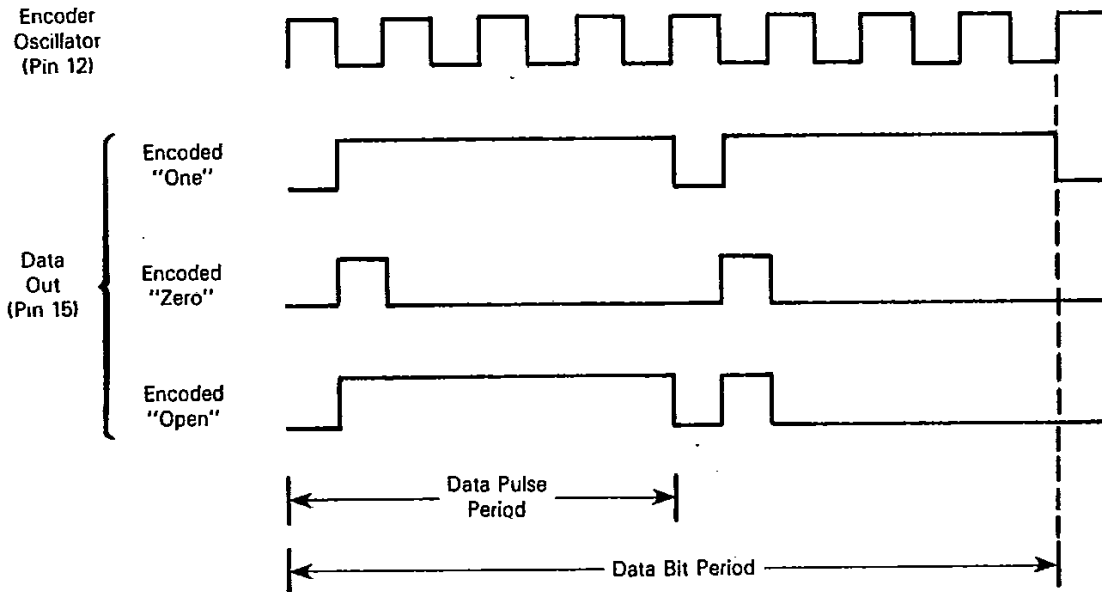 Encoder
Oscillator
(Pin 12)
Encoded
"One"
Data
Out
(Pin 15)
Encoded
"Zero"
Encoded
"Open"
Data Pulse
Period
Data Bit Period